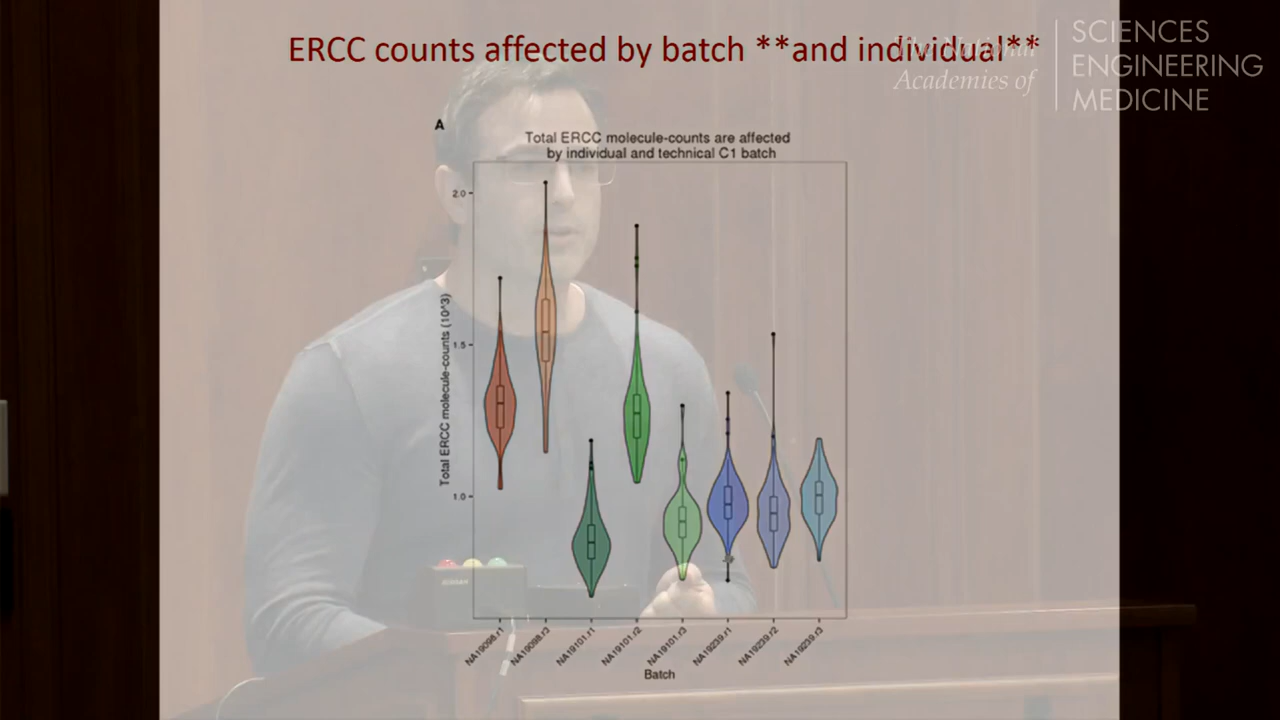 ERCC counts affected by batch **and individual**
The National
Academies of
SCIENCES
ENGINEERING
MEDICINE
A
Total ERCC molecule-counts are affected
by individual and technical C1 batch
Total ERCC molecule-counts (10^3)
2.0
1.5
1.0
NA19098.r1
NA19098.r3
NA19101.r1
NA19101.r2
NA19101.r3
NA19239.r1
NA19239.r2
NA19239.r3
Batch